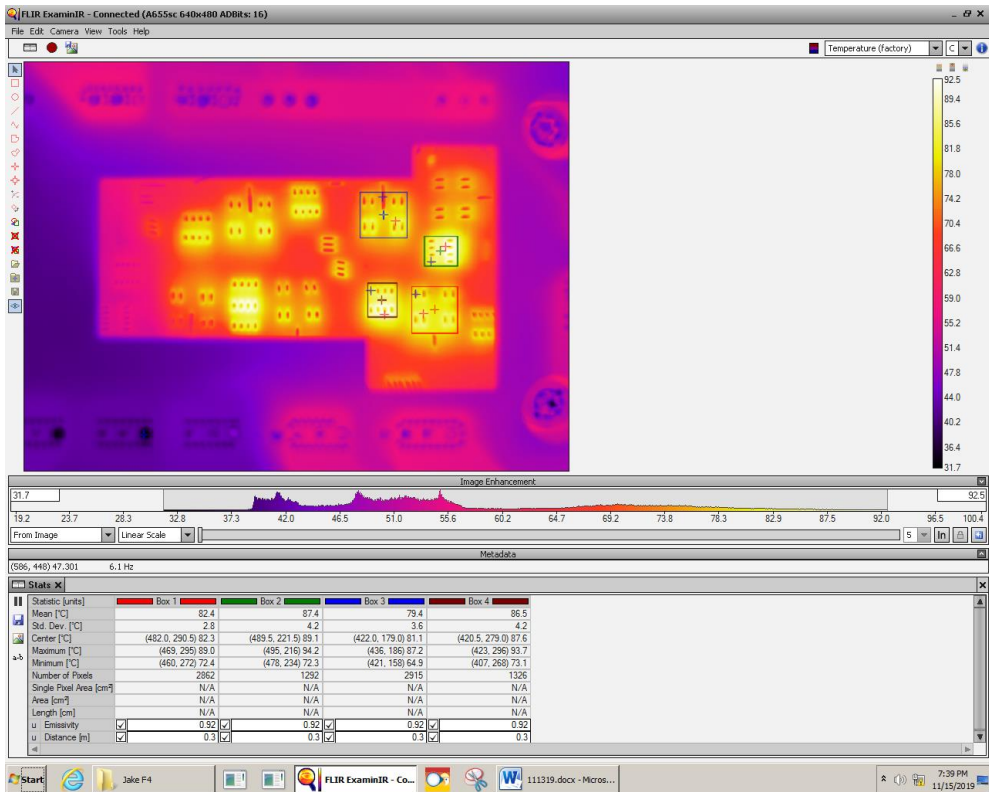 FLIR ExaminIR - Connected (A655sc 640x480 ADBits: 16)
File Edit Camera View Tools Help
Temperature (factory) C
92.5
89.4
85.6
81.8
78.0
74.2
70.4
66.6
62.8
59.0
55.2
51.4
47.8
44.0
40.2
36.4
31.7
Image Enhancement
31.7 92.5
19.2 23.7 28.3 32.8 37.3 42.0 46.5 51.0 55.6 60.2 64.7 69.2 73.8 78.3 82.9 87.5 92.0 96.5 100.4
From Image Linear Scale 5 In
Metadata
(586, 448) 47.301 6.1 Hz
Stats X
Statistic [units] Box 1 Box 2 Box 3 Box 4
Mean [°C] 82.4 87.4 79.4 86.5
Std. Dev. [°C] 2.8 4.2 3.6 4.2
Center [°C] (482.0, 290.5) 82.3 (489.5, 221.5) 89.1 (422.0, 179.0) 81.1 (420.5, 279.0) 87.6
Maximum [°C] (469, 295) 89.0 (495, 216) 94.2 (436, 186) 87.2 (423, 296) 93.7
Minimum [°C] (460, 272) 72.4 (478, 234) 72.3 (421, 158) 64.9 (407, 268) 73.1
Number of Pixels 2862 1292 2915 1326
Single Pixel Area [cm²] N/A N/A N/A N/A
Area [cm²] N/A N/A N/A N/A
Length [cm] N/A N/A N/A N/A
u Emissivity 0.92 0.92 0.92 0.92
u Distance [m] 0.3 0.3 0.3 0.3
Start Jake F4 FLIR ExaminIR - Co... 111319.docx - Micros... 7:39 PM
11/15/2019